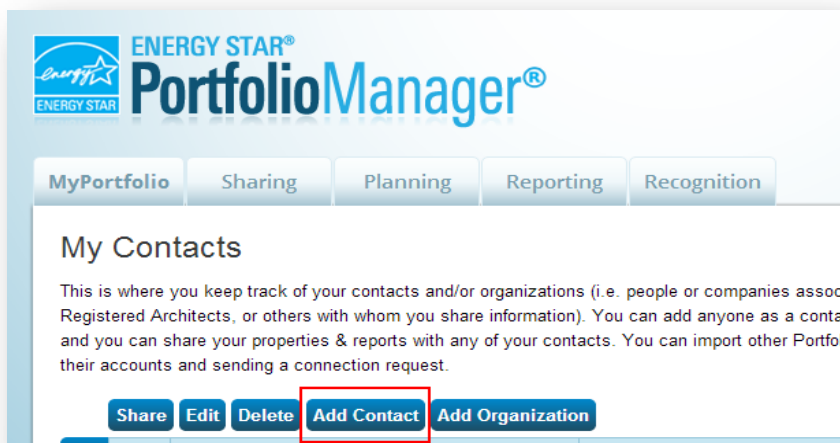 ENERGY STAR®
energy
ENERGY STAR
PortfolioManager®
MyPortfolio Sharing Planning Reporting Recognition
My Contacts
This is where you keep track of your contacts and/or organizations (i.e. people or companies
Registered Architects, or others with whom you share information). You can add anyone as a
and you can share your properties & reports with any of your contacts. You can import other
their accounts and sending a connection request.
Share Edit Delete Add Contact Add Organization